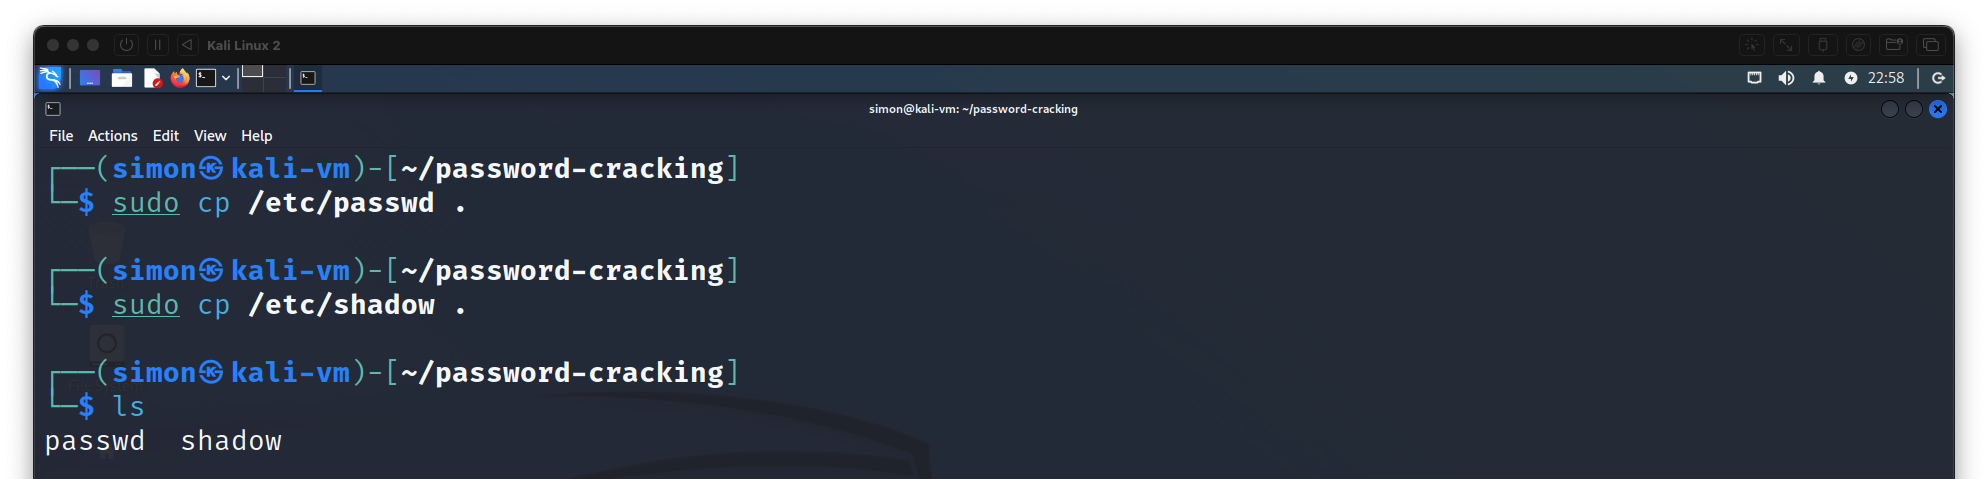 Kali Linux 2
22:58
simon@kali-vm: ~/password-cracking
File Actions Edit View Help
┌──(simon㉿kali-vm)-[~/password-cracking]
└─$ sudo cp /etc/passwd .
┌──(simon㉿kali-vm)-[~/password-cracking]
└─$ sudo cp /etc/shadow .
┌──(simon㉿kali-vm)-[~/password-cracking]
└─$ ls
passwd  shadow